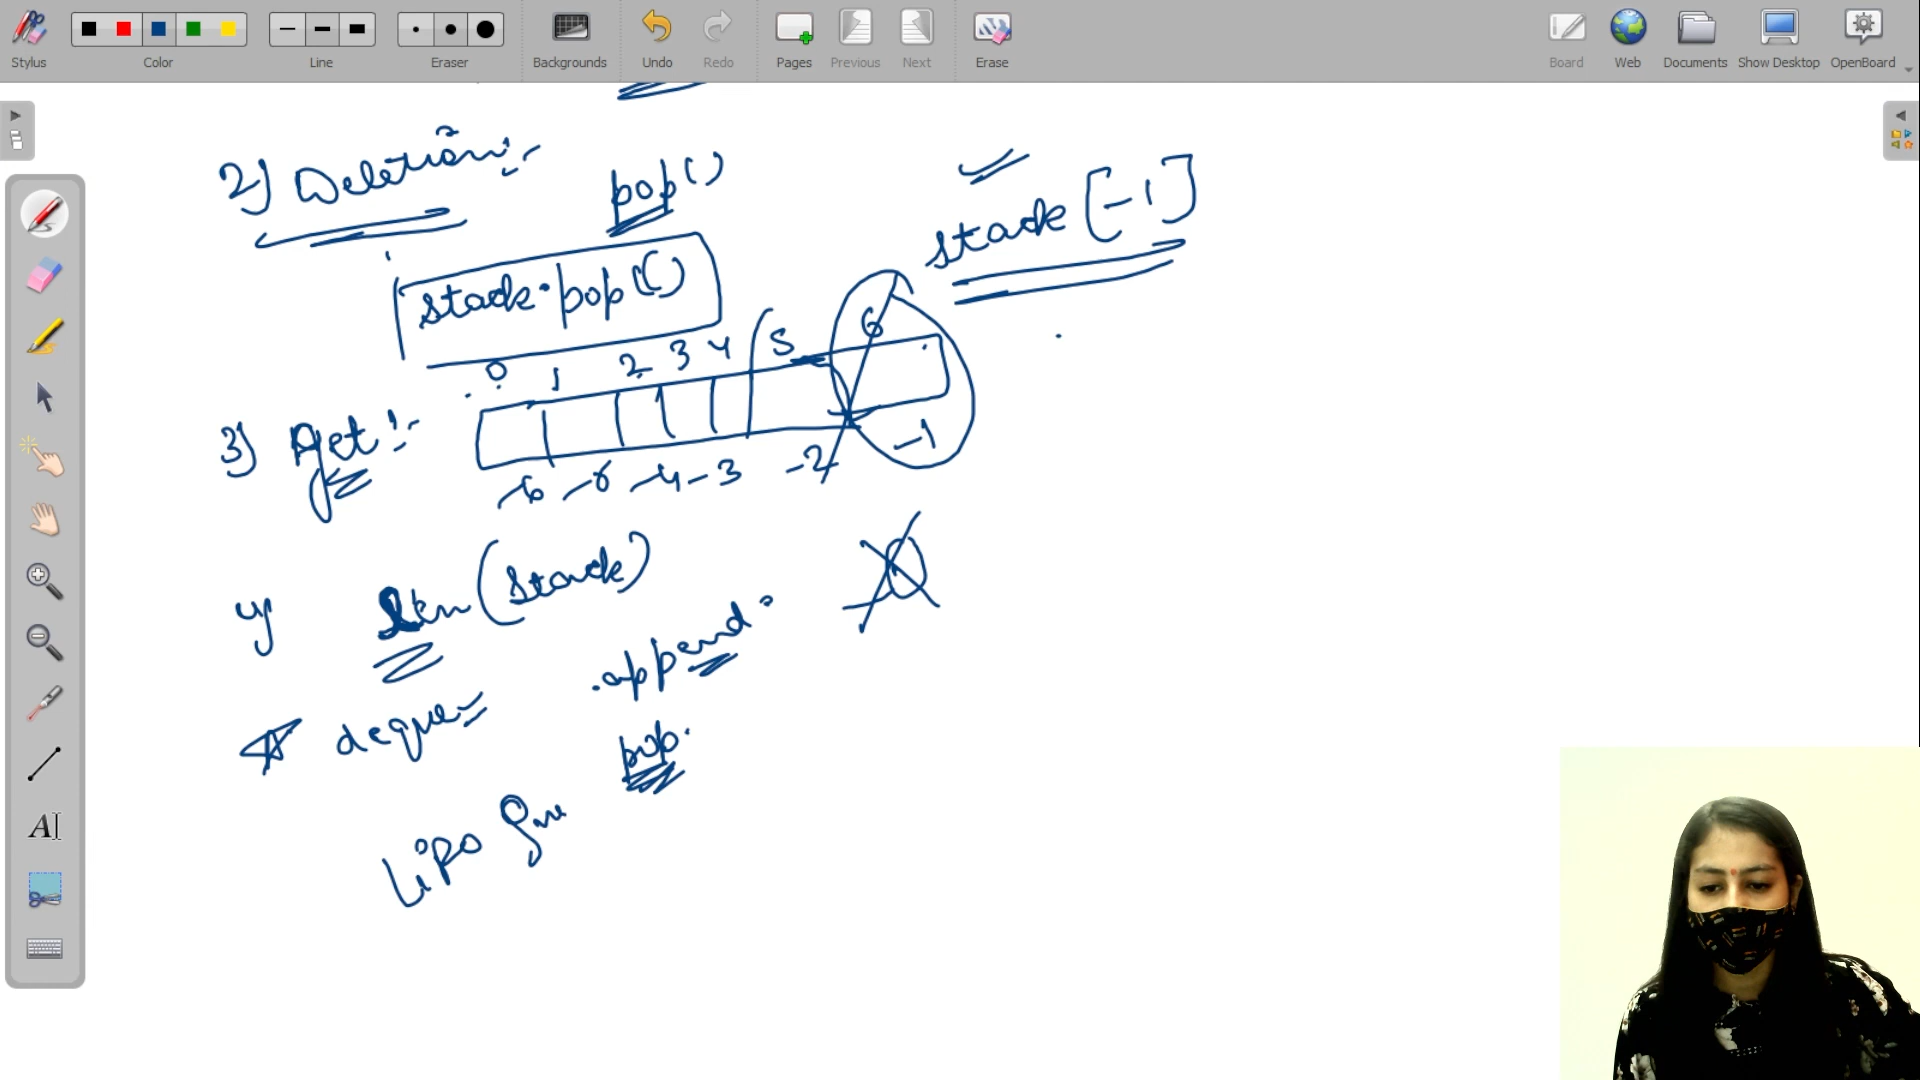 Stylus Color Line Eraser Backgrounds Undo Redo Pages Previous Next Erase Board Web Documents Show Desktop OpenBoard
2) Deletion:-
pop()
stack[-1]
stack.pop()
0 1 2 3 4 5 6
3) get:-
-6 -4 -3 -2 -1
4) len(stack)
.append
deque
pop.
LIFO Que